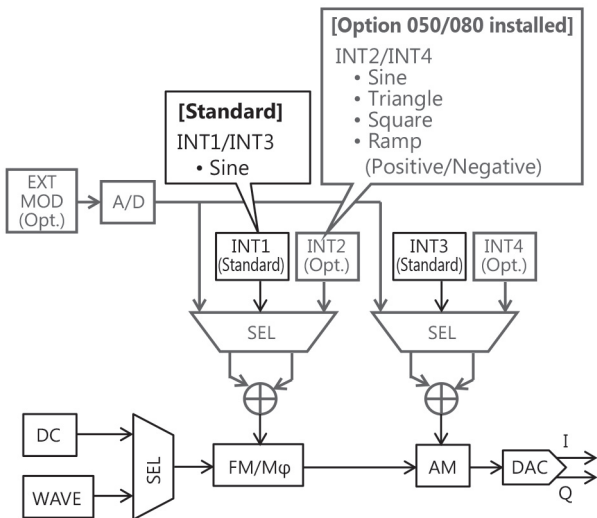 [Option 050/080 installed]
INT2/INT4
• Sine
• Triangle
• Square
• Ramp
(Positive/Negative)
[Standard]
INT1/INT3
• Sine
EXT
MOD
(Opt.)
A/D
INT1
(Standard)
INT2
(Opt.)
INT3
(Standard)
INT4
(Opt.)
SEL
SEL
DC
WAVE
SEL
FM/Mφ
AM
DAC
I
Q